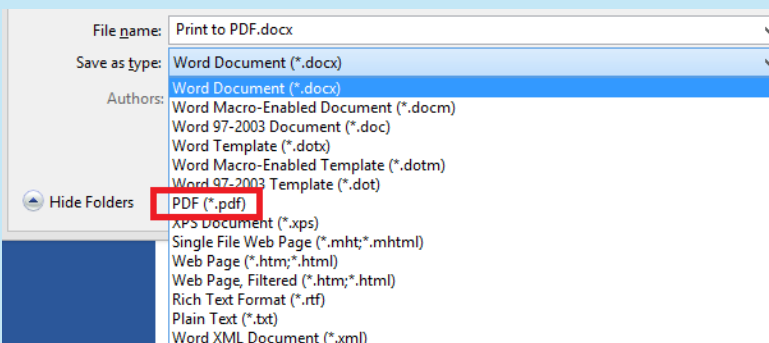 File name: Print to PDF.docx
Save as type: Word Document (*.docx)
Authors:
Word Document (*.docx)
Word Macro-Enabled Document (*.docm)
Word 97-2003 Document (*.doc)
Word Template (*.dotx)
Word Macro-Enabled Template (*.dotm)
Word 97-2003 Template (*.dot)
Hide Folders
PDF (*.pdf)
XPS Document (*.xps)
Single File Web Page (*.mht;*.mhtml)
Web Page (*.htm;*.html)
Web Page, Filtered (*.htm;*.html)
Rich Text Format (*.rtf)
Plain Text (*.txt)
Word XML Document (*.xml)